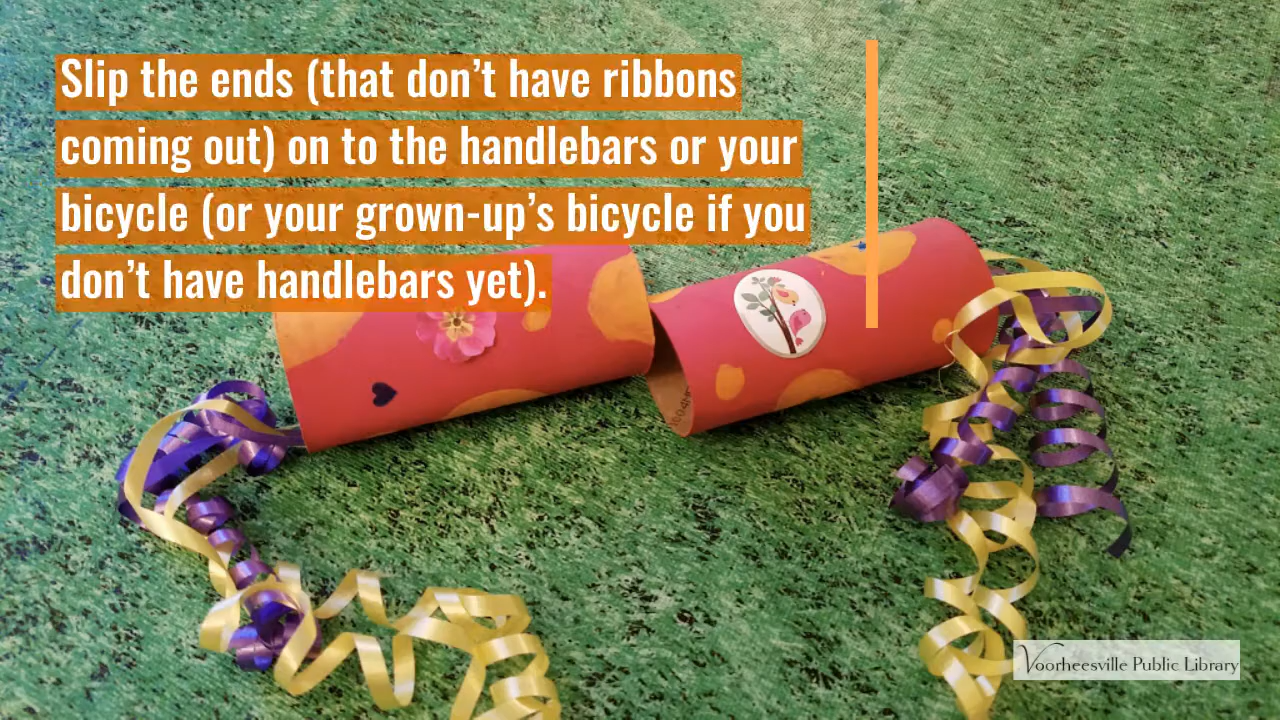 Slip the ends (that don’t have ribbons
coming out) on to the handlebars or your
bicycle (or your grown-up’s bicycle if you
don’t have handlebars yet).
Voorheesville Public Library